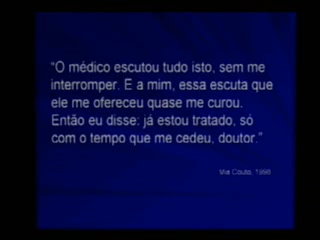 “O médico escutou tudo isto, sem me
interromper. E a mim, essa escuta que
ele me ofereceu quase me curou.
Então eu disse: já estou tratado, só
com o tempo que me cedeu, doutor.”
Mia Couto, 1998